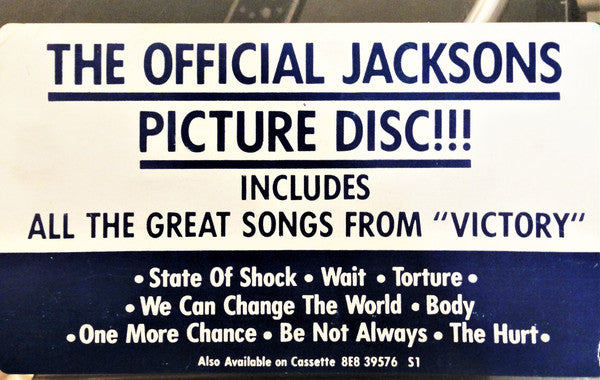 THE OFFICIAL JACKSONS
PICTURE DISC!!!
INCLUDES
ALL THE GREAT SONGS FROM "VICTORY"
• State Of Shock • Wait • Torture •
• We Can Change The World • Body
• One More Chance • Be Not Always • The Hurt •
Also Available on Cassette 8E8 39576 S1